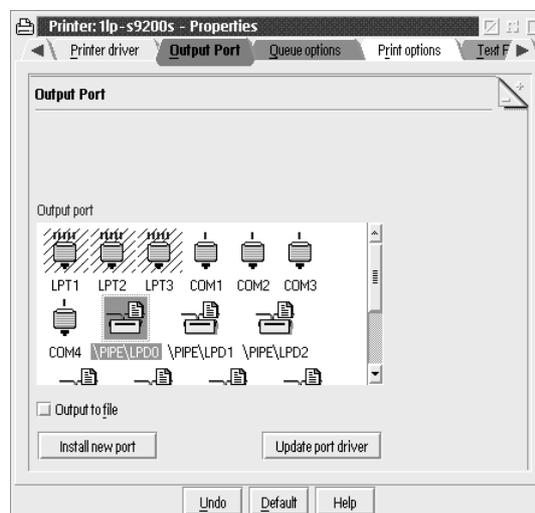 Printer: 1lp-s9200s - Properties
Printer driver Output Port Queue options Print options Text F
Output Port
Output port
LPT1 LPT2 LPT3 COM1 COM2 COM3
COM4 \PIPE\LPD0 \PIPE\LPD1 \PIPE\LPD2
Output to file
Install new port Update port driver
Undo Default Help